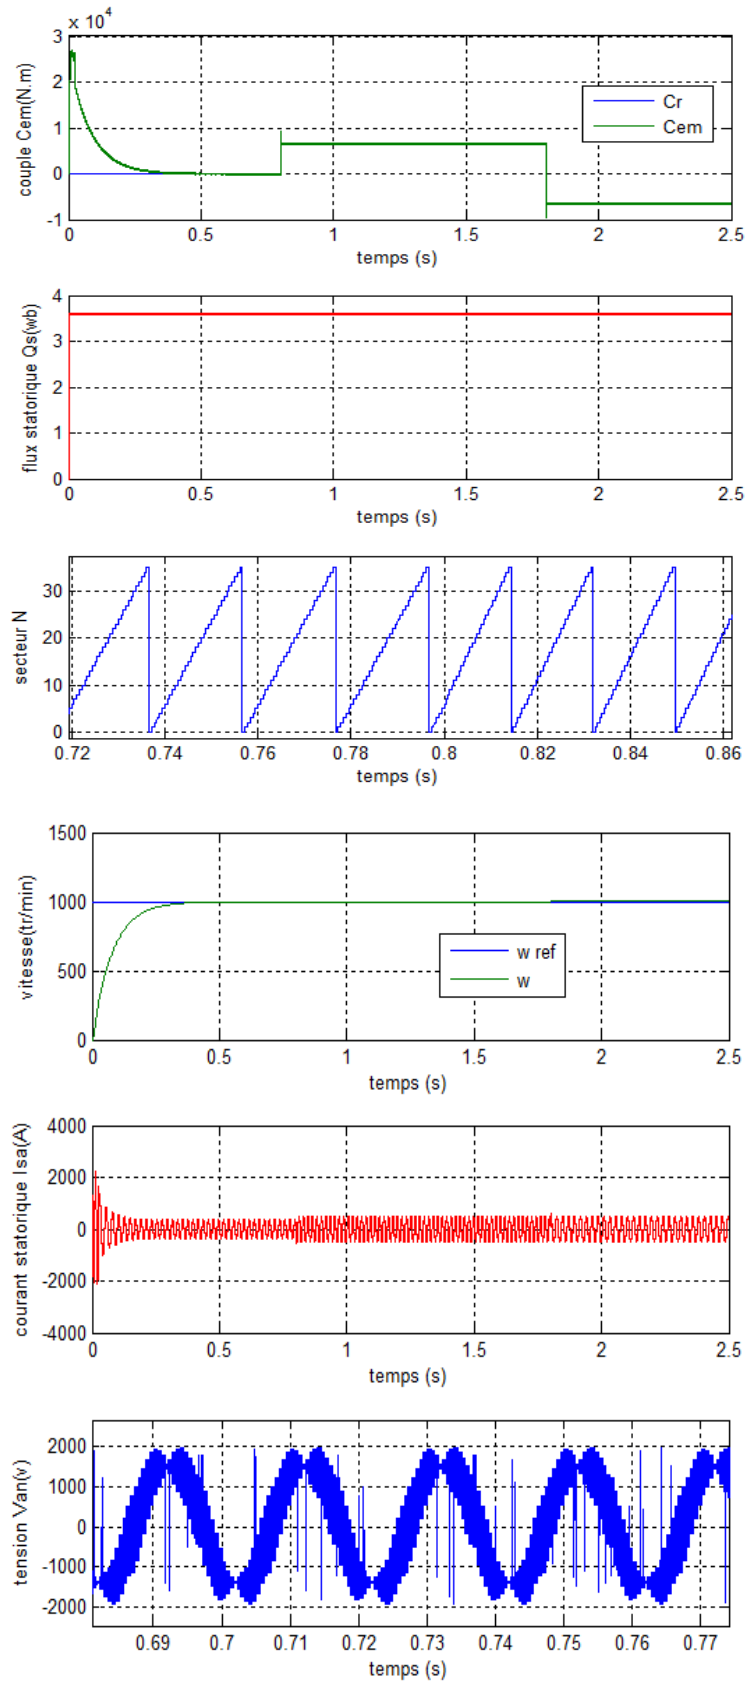 x 10^4
3
2
1
0
-1
couple Cem(N.m)
Cr
Cem
0 0.5 1 1.5 2 2.5
temps (s)
4
3
2
1
0
flux statorique Qs(wb)
0 0.5 1 1.5 2 2.5
temps (s)
30
20
10
0
secteur N
0.72 0.74 0.76 0.78 0.8 0.82 0.84 0.86
temps (s)
1500
1000
500
0
vitesse(tr/min)
w ref
w
0 0.5 1 1.5 2 2.5
temps (s)
4000
2000
0
-2000
-4000
courant statorique Isa(A)
0 0.5 1 1.5 2 2.5
temps (s)
2000
1000
0
-1000
-2000
tension Van(v)
0.69 0.7 0.71 0.72 0.73 0.74 0.75 0.76 0.77
temps (s)